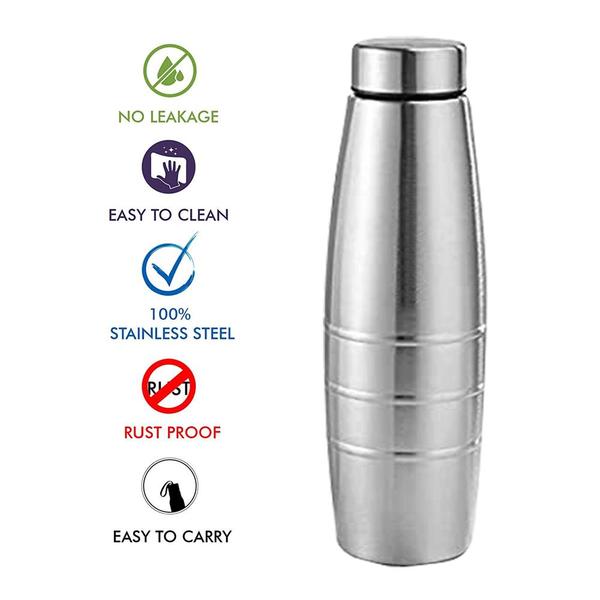 NO LEAKAGE
EASY TO CLEAN
100%
STAINLESS STEEL
RUST
RUST PROOF
EASY TO CARRY